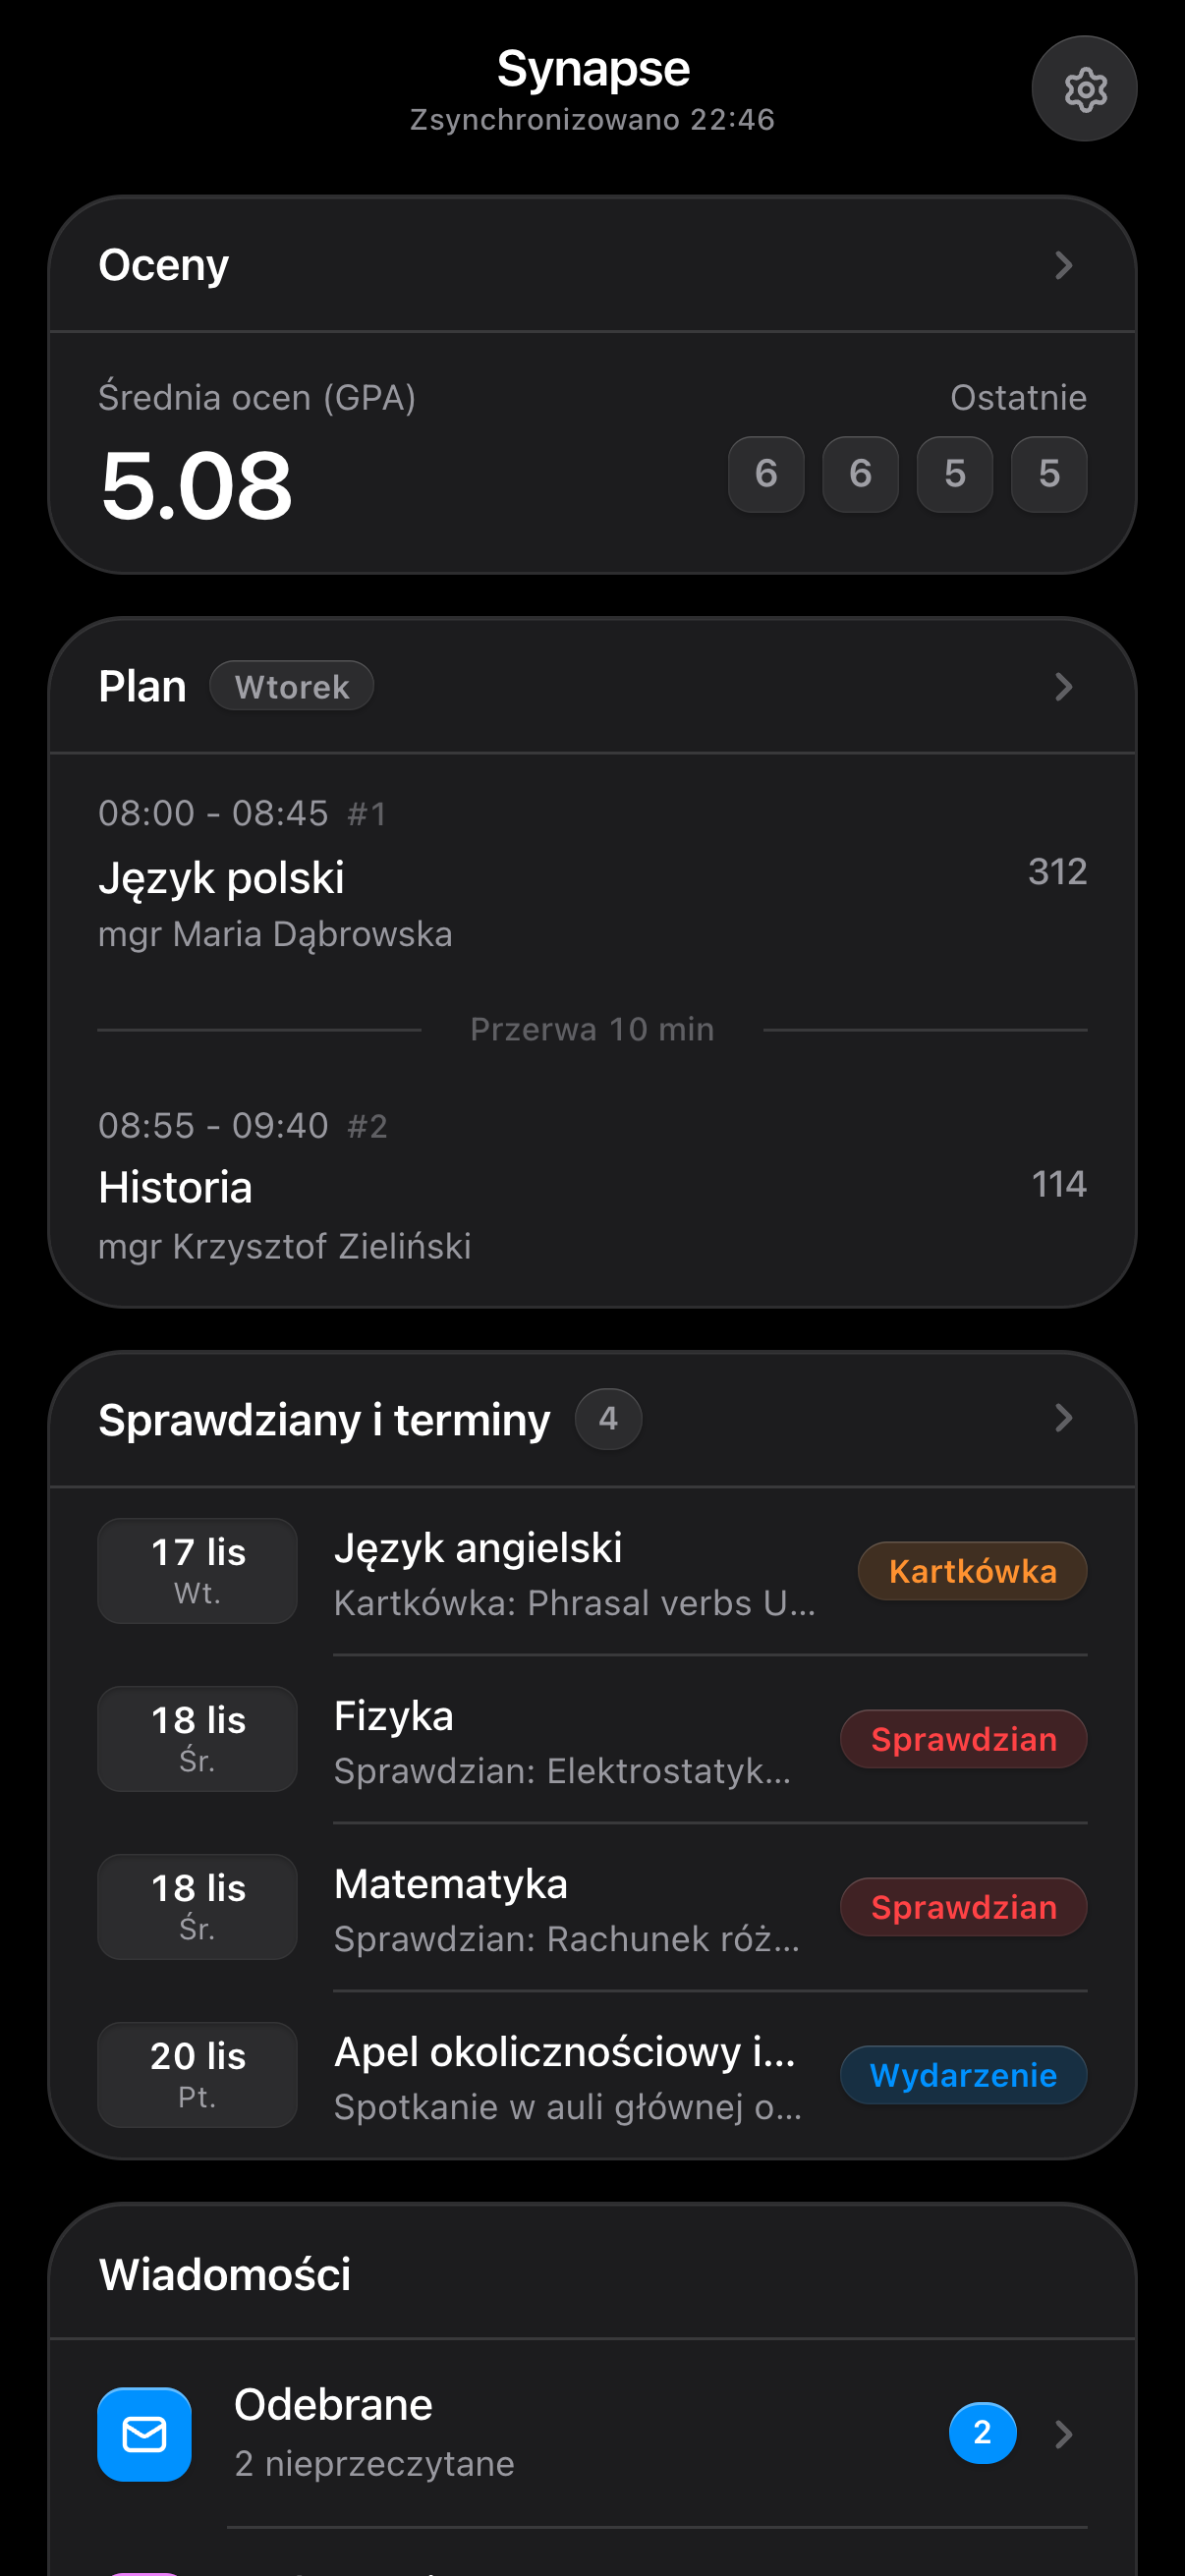 Synapse
Zsynchronizowano 22:46
Oceny
Średnia ocen (GPA)
Ostatnie
5.08
6 6 5 5
Plan Wtorek
08:00 - 08:45 #1
Język polski
312
mgr Maria Dąbrowska
Przerwa 10 min
08:55 - 09:40 #2
Historia
114
mgr Krzysztof Zieliński
Sprawdziany i terminy 4
17 lis
Wt.
Język angielski
Kartkówka: Phrasal verbs U...
Kartkówka
18 lis
Śr.
Fizyka
Sprawdzian: Elektrostatyk...
Sprawdzian
18 lis
Śr.
Matematyka
Sprawdzian: Rachunek róż...
Sprawdzian
20 lis
Pt.
Apel okolicznościowy i...
Spotkanie w auli głównej o...
Wydarzenie
Wiadomości
Odebrane
2 nieprzeczytane
2